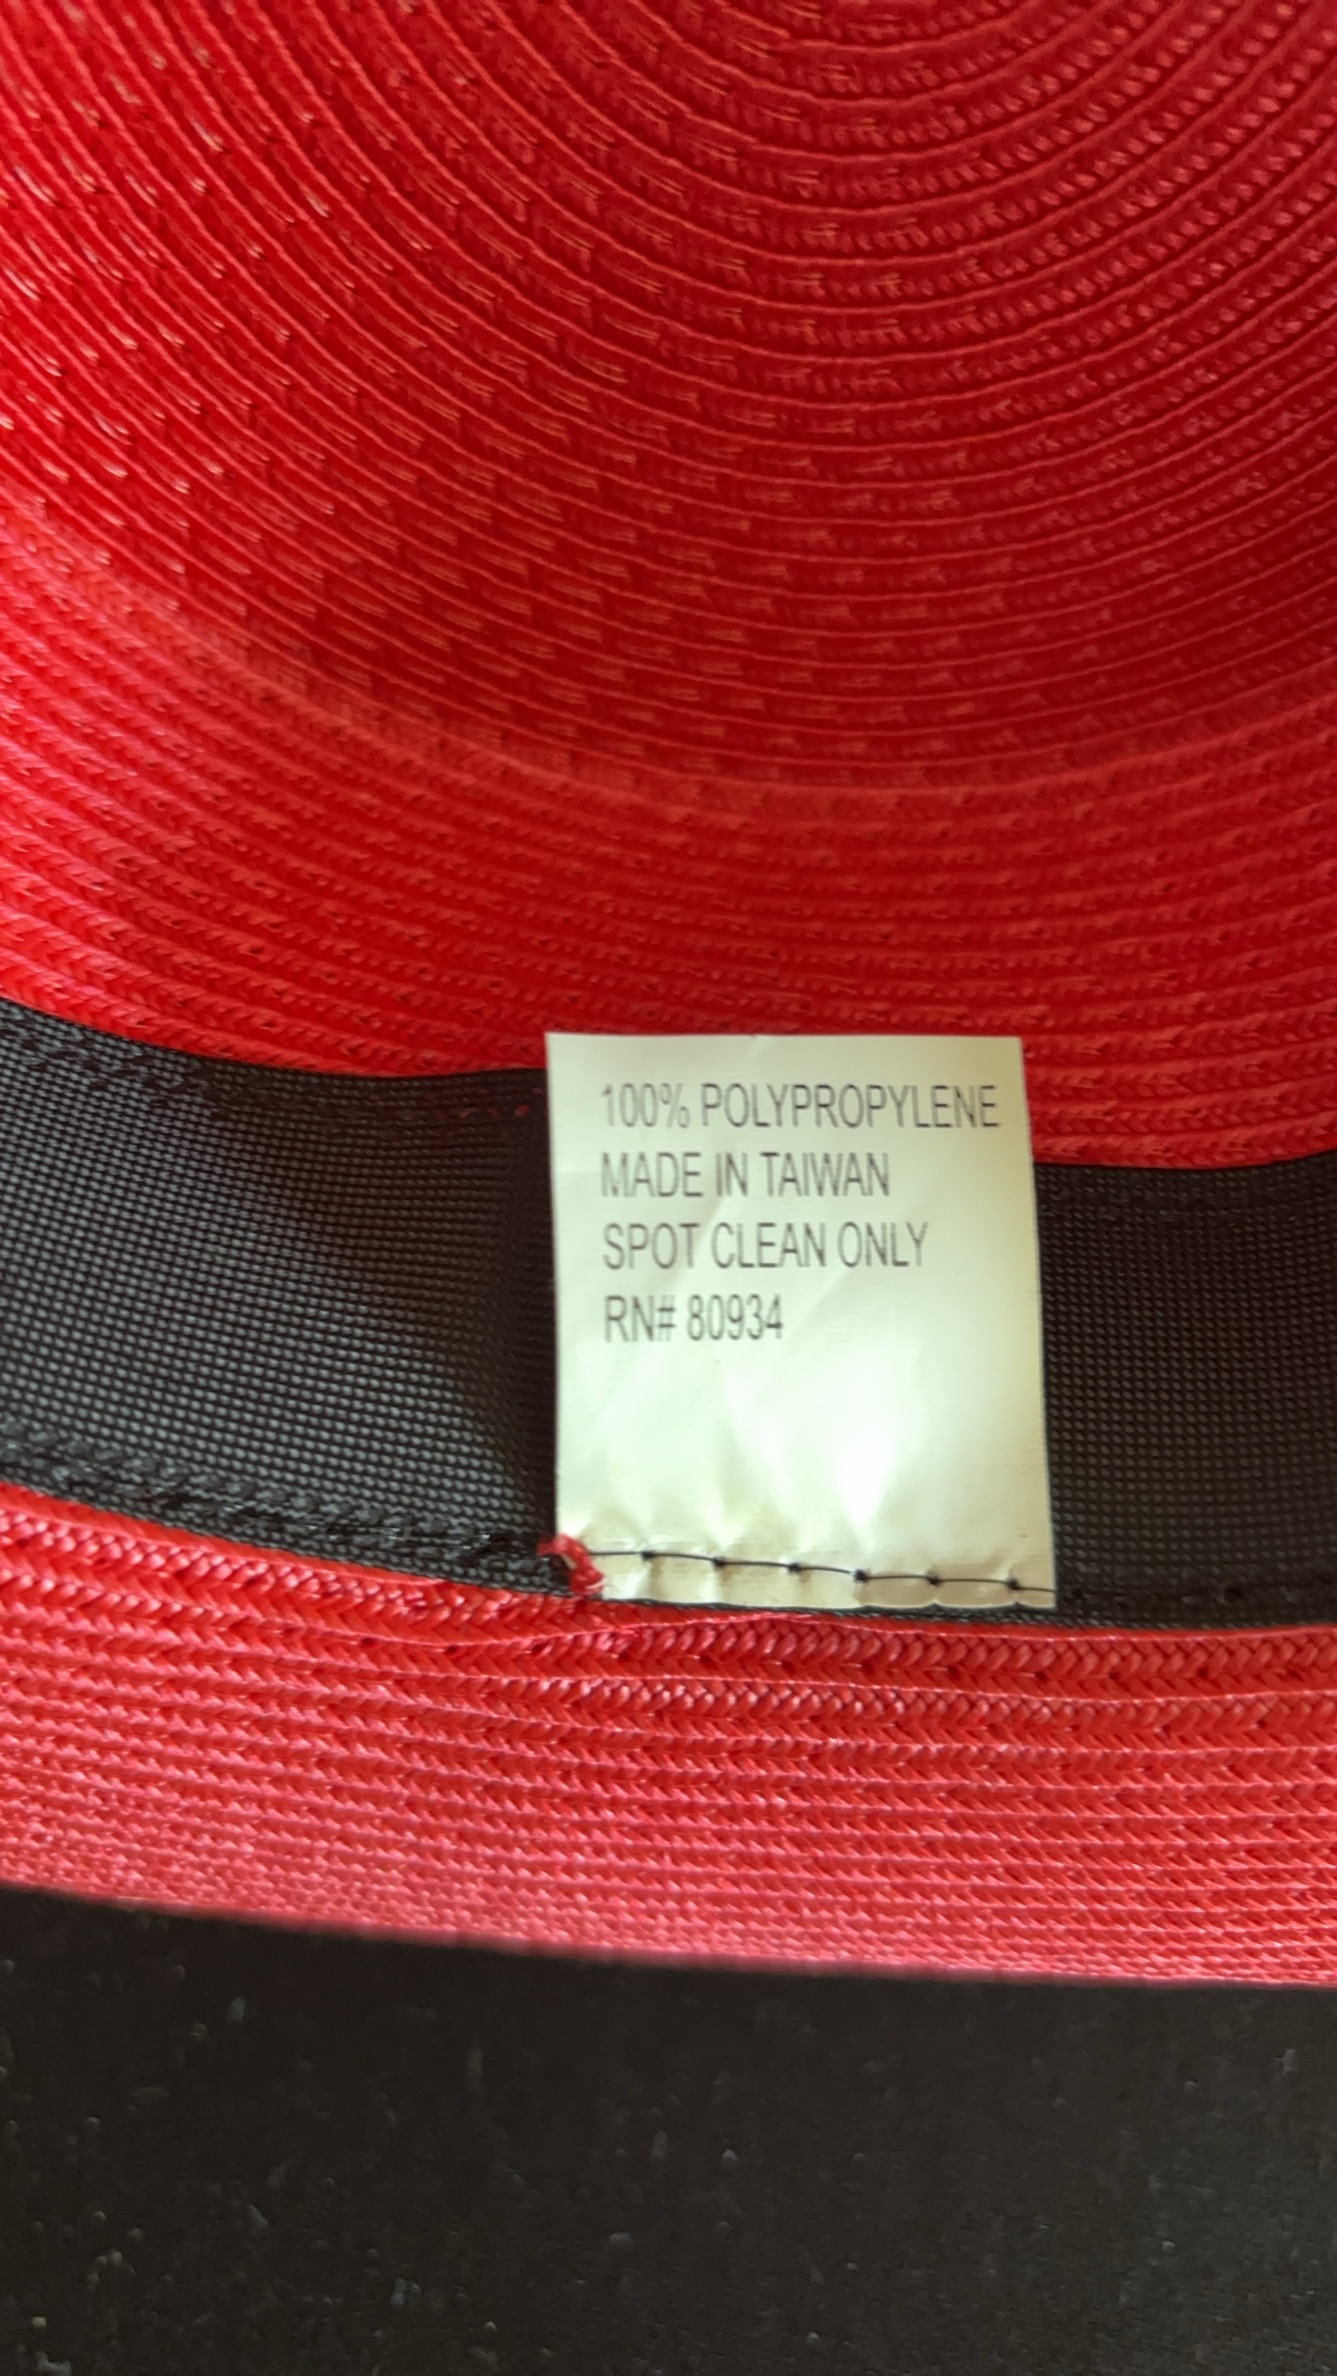 100% POLYPROPYLENE
MADE IN TAIWAN
SPOT CLEAN ONLY
RN# 80934